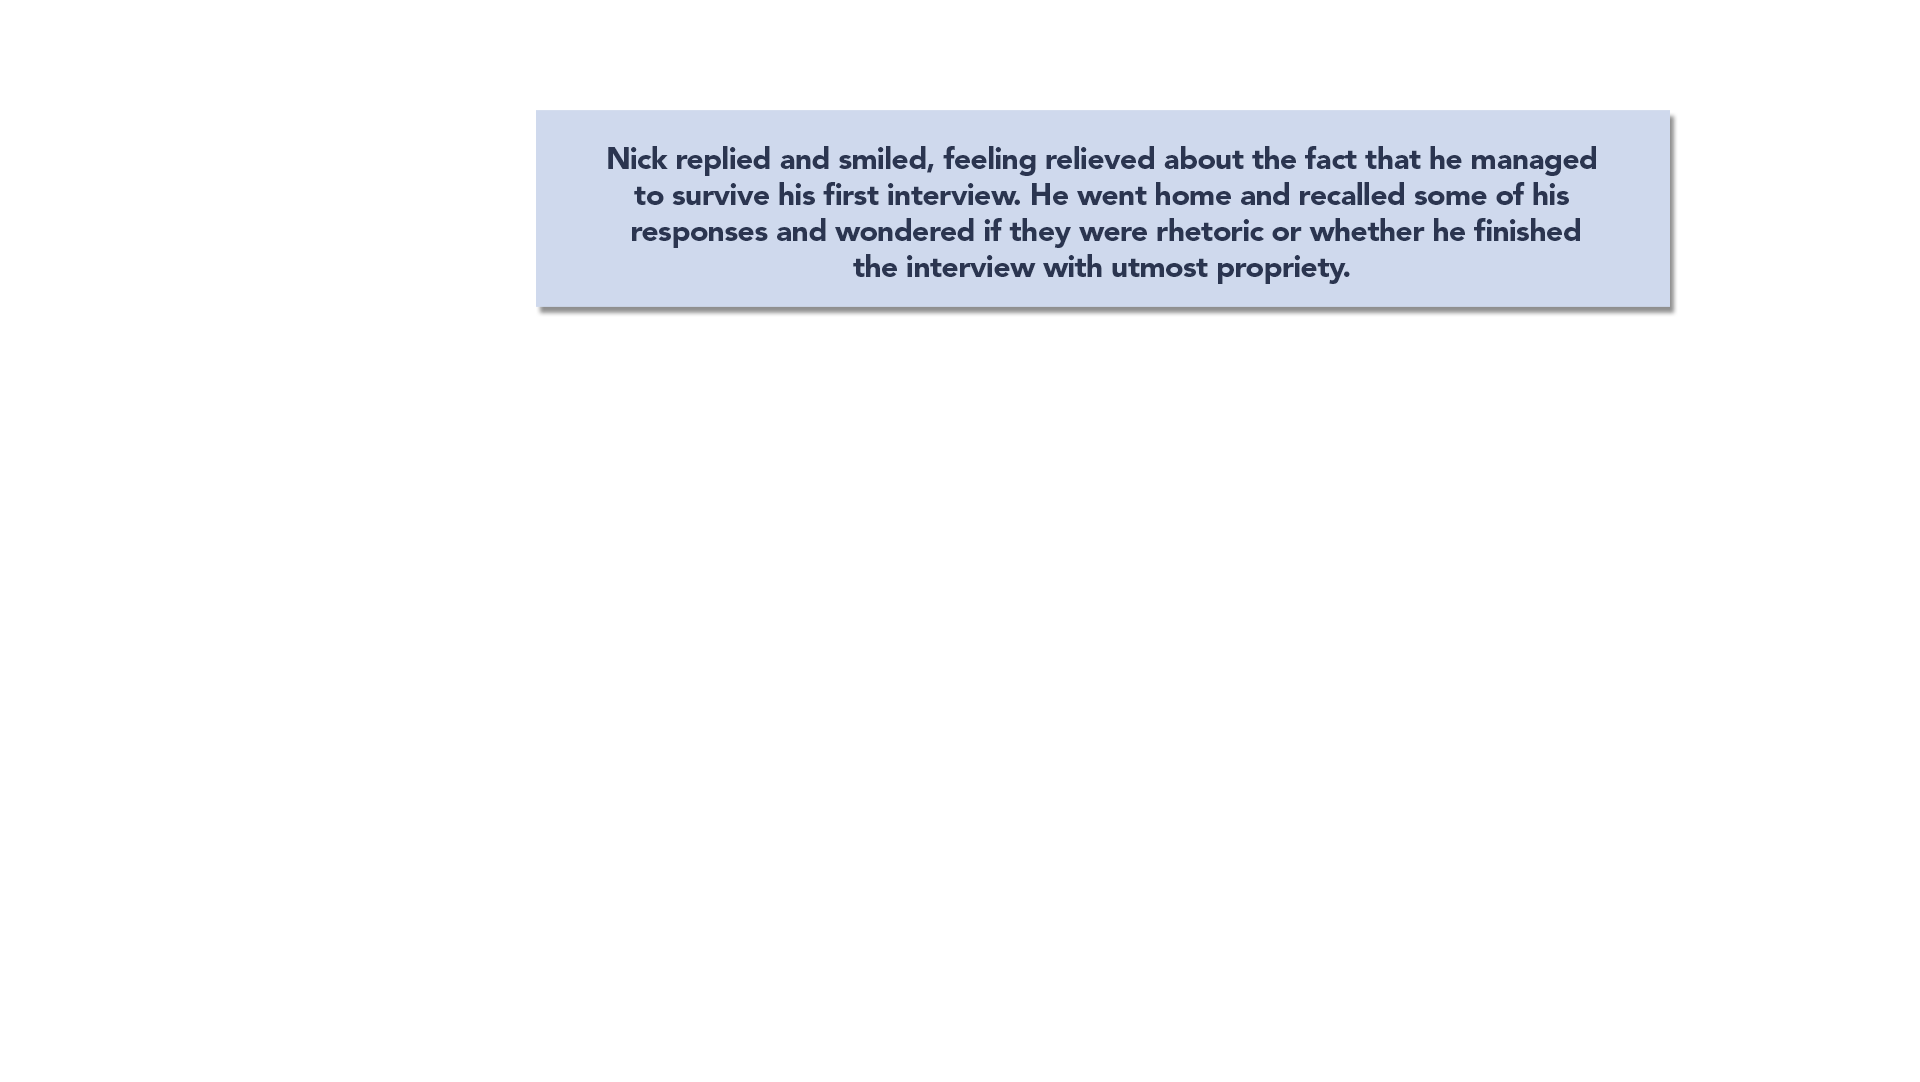 Nick replied and smiled, feeling relieved about the fact that he managed
to survive his first interview. He went home and recalled some of his
responses and wondered if they were rhetoric or whether he finished
the interview with utmost propriety.